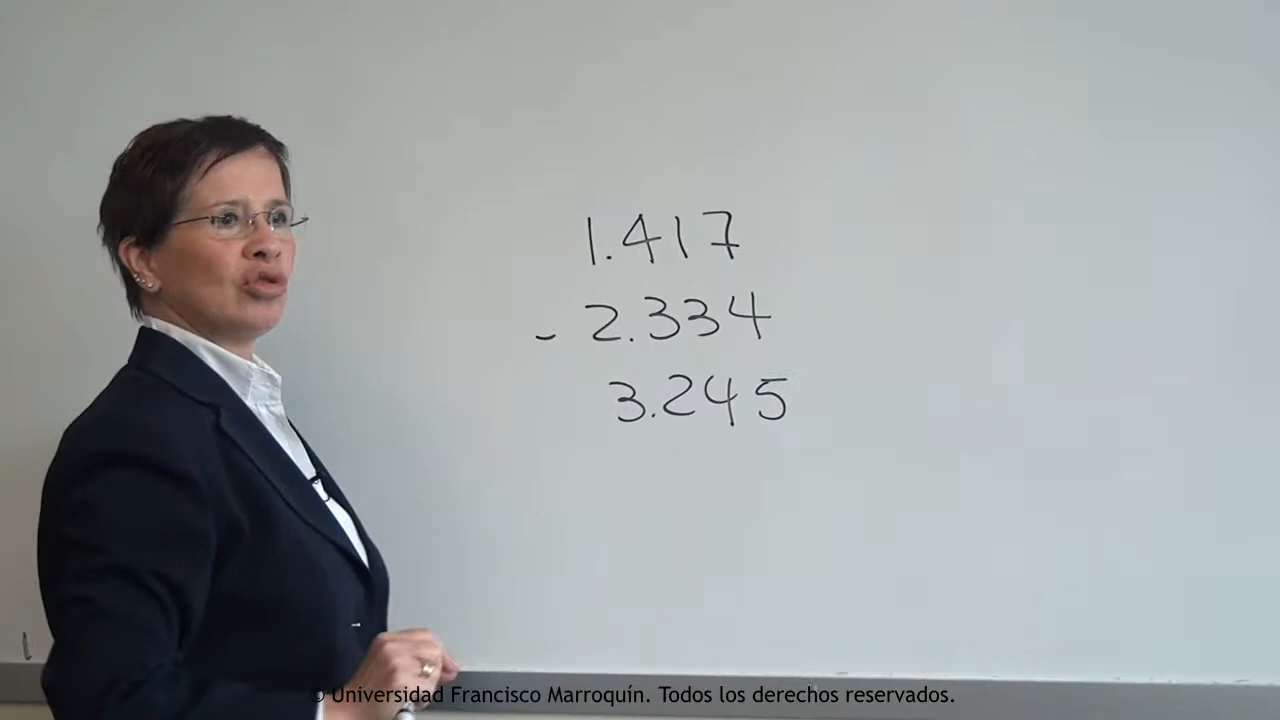 1.417
- 2.334
3.245
© Universidad Francisco Marroquín. Todos los derechos reservados.